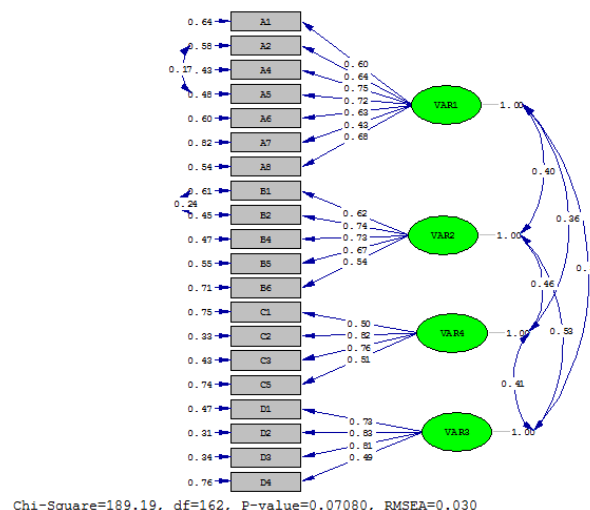 0.64 A1
0.58 A2
0.17 0.43 A4
0.48 A5
0.60 A6
0.82 A7
0.54 A8
0.61 B1
0.24
0.45 B2
0.47 B4
0.55 B5
0.71 B6
0.75 C1
0.33 C2
0.43 C3
0.74 C5
0.47 D1
0.31 D2
0.34 D3
0.76 D4
0.60
0.64
0.75
0.72
0.63
0.43
0.68
VAR1 1.00
0.62
0.74
0.73
0.67
0.54
VAR2 1.00
0.50
0.82
0.76
0.51
VAR4 1.00
0.73
0.83
0.81
0.49
VAR3 1.00
0.40
0.36
0.46
0.53
0.41
Chi-Square=189.19, df=162, P-value=0.07080, RMSEA=0.030